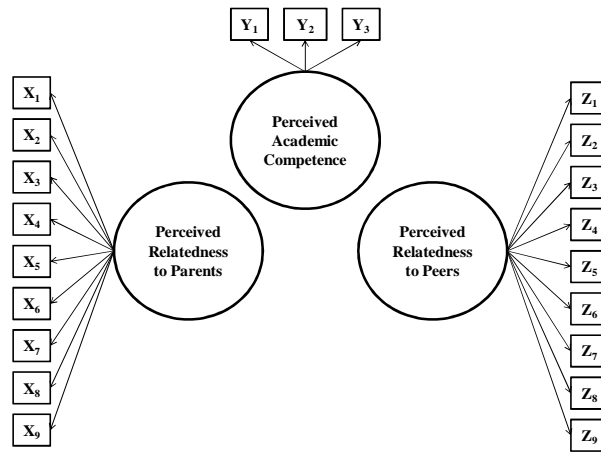 Y₁ Y₂ Y₃
Perceived
Academic
Competence
X₁
X₂
X₃
X₄
X₅
X₆
X₇
X₈
X₉
Perceived
Relatedness
to Parents
Perceived
Relatedness
to Peers
Z₁
Z₂
Z₃
Z₄
Z₅
Z₆
Z₇
Z₈
Z₉